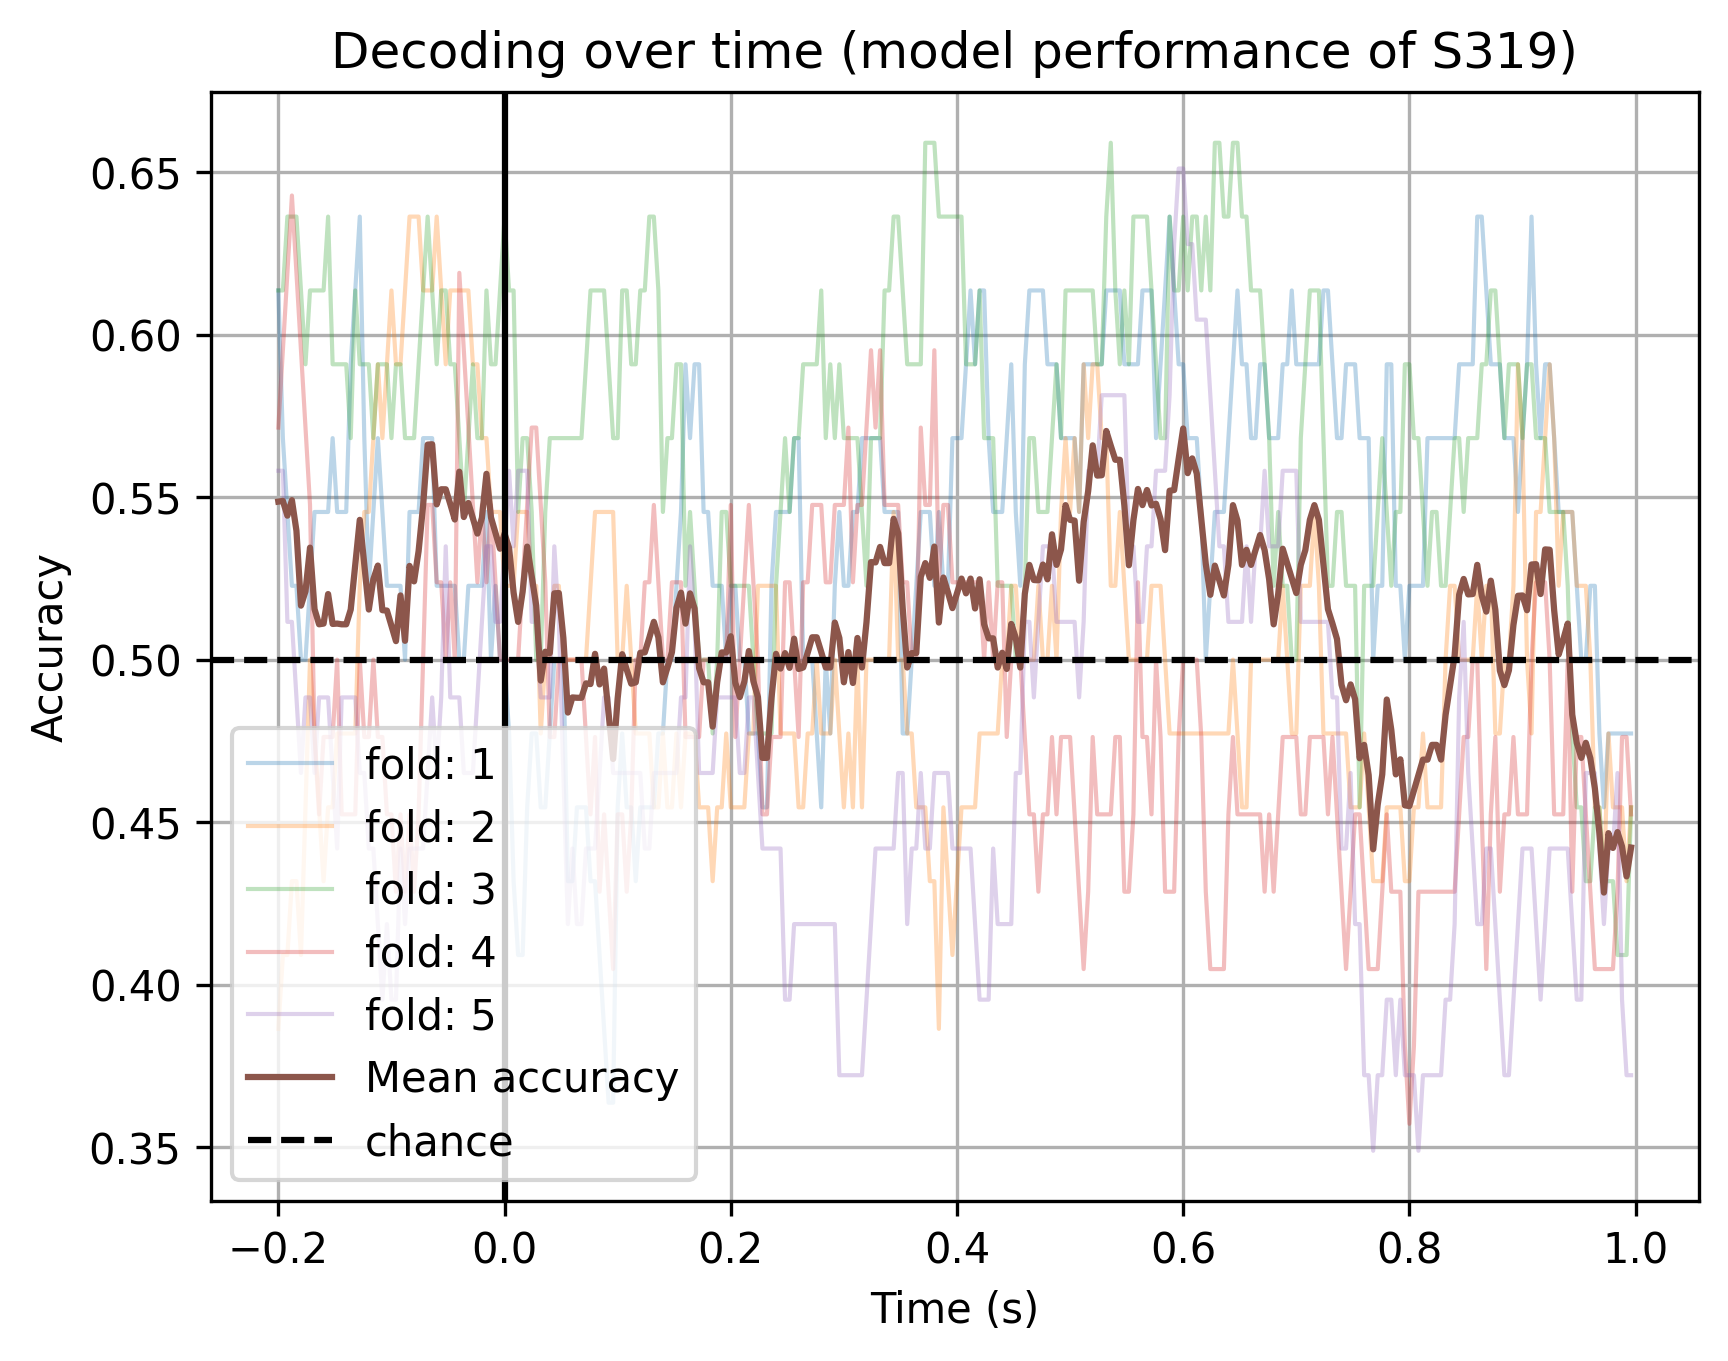 Decoding over time (model performance of S319)
Accuracy
0.65
0.60
0.55
0.50
0.45
0.40
0.35
fold: 1
fold: 2
fold: 3
fold: 4
fold: 5
Mean accuracy
chance
−0.2 0.0 0.2 0.4 0.6 0.8 1.0
Time (s)